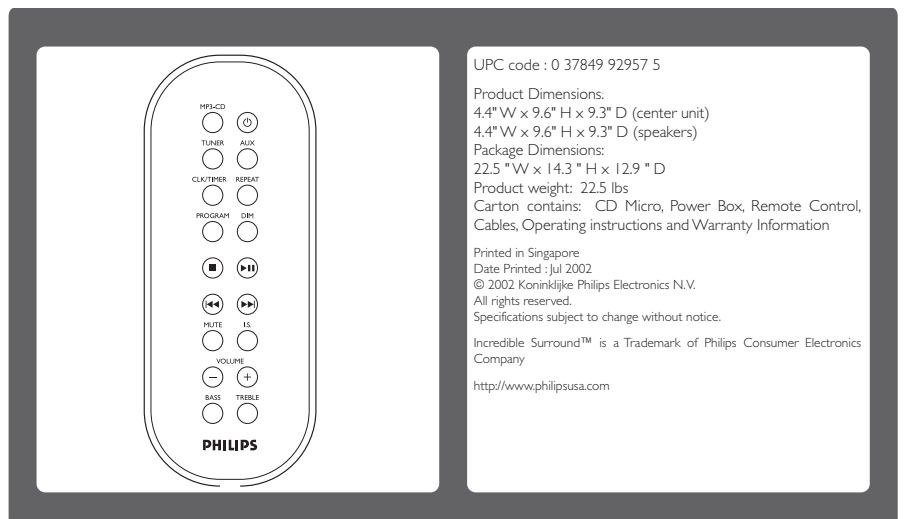 MP3-CD
TUNER AUX
CLK/TIMER REPEAT
PROGRAM DIM
MUTE I.S.
VOLUME
BASS TREBLE
PHILIPS
UPC code : 0 37849 92957 5
Product Dimensions.
4.4" W x 9.6" H x 9.3" D (center unit)
4.4" W x 9.6" H x 9.3" D (speakers)
Package Dimensions:
22.5 " W x 14.3 " H x 12.9 " D
Product weight: 22.5 lbs
Carton contains: CD Micro, Power Box, Remote Control,
Cables, Operating instructions and Warranty Information
Printed in Singapore
Date Printed : Jul 2002
© 2002 Koninklijke Philips Electronics N.V.
All rights reserved.
Specifications subject to change without notice.
Incredible Surround™ is a Trademark of Philips Consumer Electronics
Company
http://www.philipsusa.com